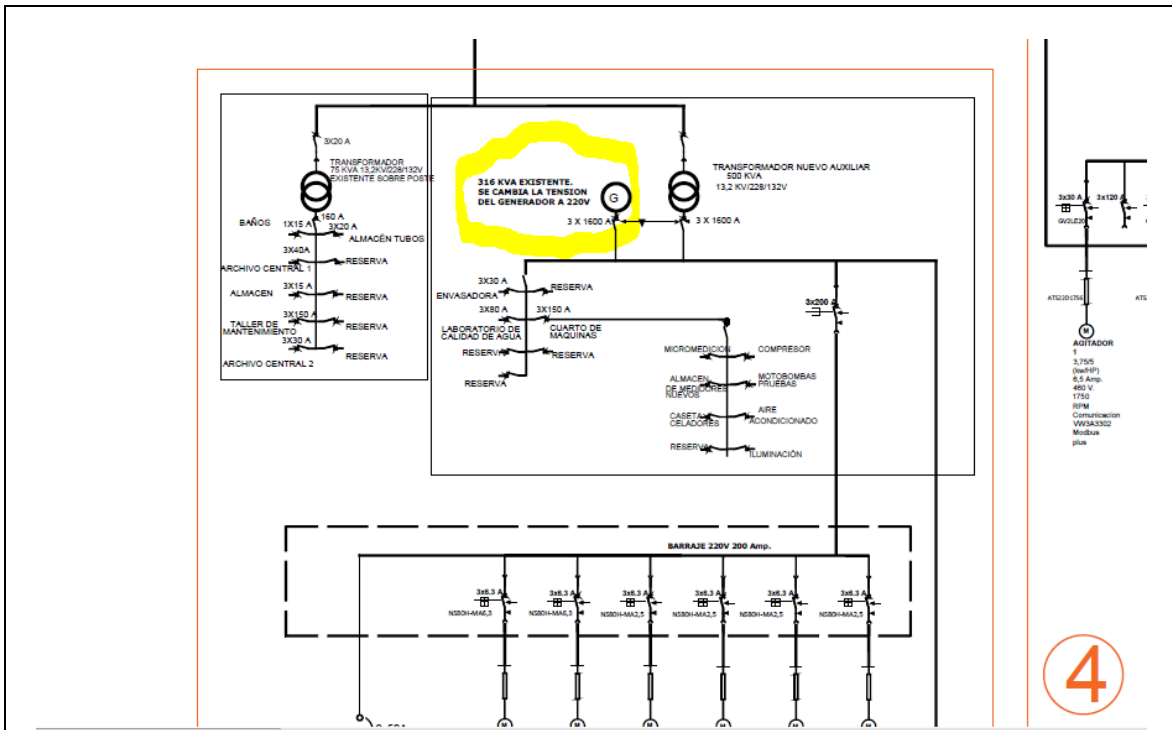 3X20 A
TRANSFORMADOR
75 KVA 13,2KV/228/132V
EXISTENTE SOBRE POSTE
160 A
BAÑOS
1X15 A
3X20 A
ALMACÉN TUBOS
3X40A
RESERVA
ARCHIVO CENTRAL 1
ALMACEN
3X15 A
RESERVA
3X150 A
TALLER DE
MANTENIMIENTO
RESERVA
3X30 A
ARCHIVO CENTRAL 2
RESERVA
316 KVA EXISTENTE.
SE CAMBIA LA TENSION
DEL GENERADOR A 220V
G
3 X 1600 A
TRANSFORMADOR NUEVO AUXILIAR
500 KVA
13,2 KV/228/132V
3 X 1600 A
3X30 A
RESERVA
ENVASADORA
3X80 A
3X150 A
LABORATORIO DE
CALIDAD DE AGUA
CUARTO DE
MAQUINAS
RESERVA
RESERVA
RESERVA
MICROMEDICION
COMPRESOR
ALMACEN
DE MEDIDORES
NUEVOS
MOTOBOMBAS
PRUEBAS
CASETA
CELADORES
AIRE
ACONDICIONADO
RESERVA
ILUMINACIÓN
3x200 A
BARRAJE 220V 200 Amp.
3x6.3 A
3x6.3 A
3x6.3 A
3x6.3 A
3x6.3 A
3x6.3 A
NS80H-MA6,3
NS80H-MA6,3
NS80H-MA2,5
NS80H-MA2,5
NS80H-MA2,5
NS80H-MA2,5
M
M
M
M
M
M
3x30 A
3x120 A
GV2LE20
ATS22D17S6
M
AGITADOR
1
3,75/5
(kw/HP)
6,5 Amp.
460 V.
1750
RPM
Comunicacion
VW3A3302
Modbus
plus
4